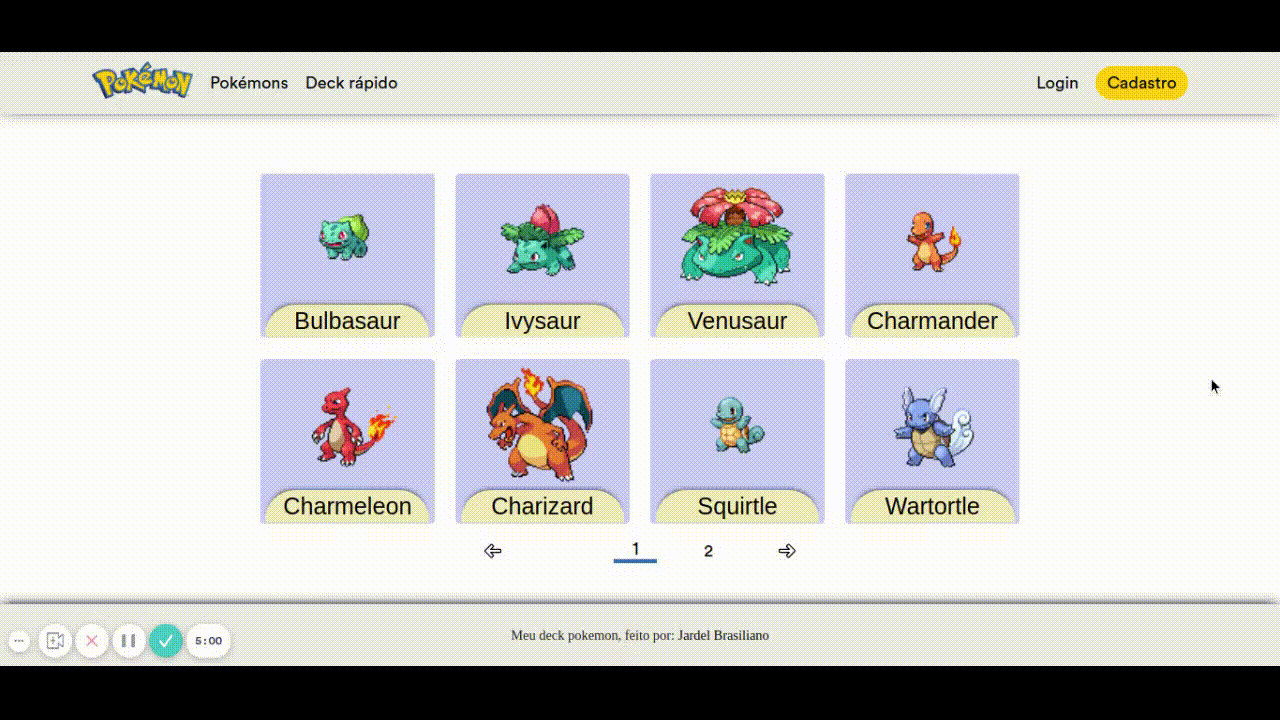 POKéMON Pokémons Deck rápido Login Cadastro
Bulbasaur Ivysaur Venusaur Charmander
Charmeleon Charizard Squirtle Wartortle
1 2
Meu deck pokemon, feito por: Jardel Brasiliano
5:00